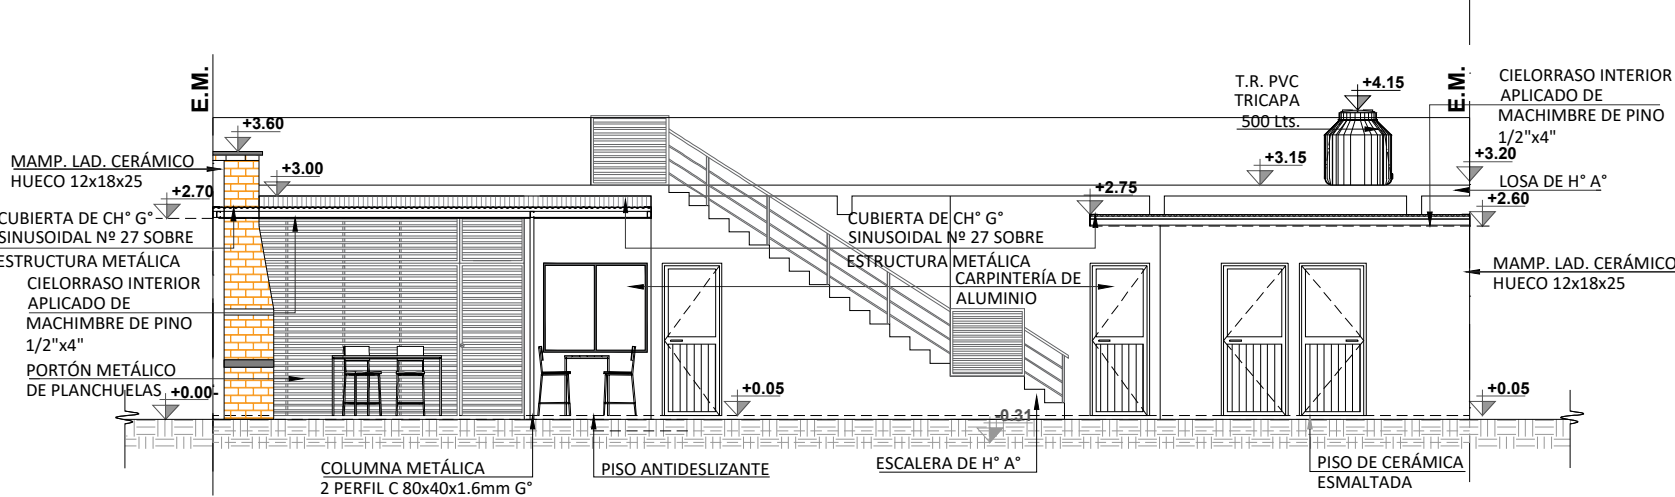 E.M.
+3.60
MAMP. LAD. CERÁMICO
HUECO 12x18x25
+3.00
+2.70
CUBIERTA DE CH° G°
SINUSOIDAL Nº 27 SOBRE
ESTRUCTURA METÁLICA
CIELORRASO INTERIOR
APLICADO DE
MACHIMBRE DE PINO
1/2"x4"
PORTÓN METÁLICO
DE PLANCHUELAS
+0.00
COLUMNA METÁLICA
2 PERFIL C 80x40x1.6mm G°
PISO ANTIDESLIZANTE
+0.05
CUBIERTA DE CH° G°
SINUSOIDAL Nº 27 SOBRE
ESTRUCTURA METÁLICA
CARPINTERÍA DE
ALUMINIO
-0.31
ESCALERA DE H° A°
+2.75
T.R. PVC
TRICAPA
500 Lts.
+4.15
+3.15
E.M.
CIELORRASO INTERIOR
APLICADO DE
MACHIMBRE DE PINO
1/2"x4"
+3.20
LOSA DE H° A°
+2.60
MAMP. LAD. CERÁMICO
HUECO 12x18x25
+0.05
PISO DE CERÁMICA
ESMALTADA